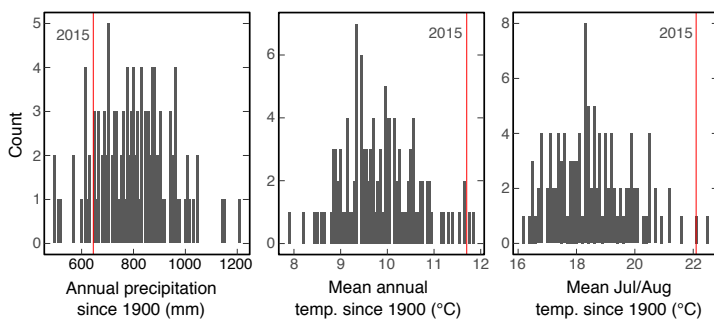 Count
5
4
3
2
1
0
2015
600 800 1000 1200
Annual precipitation
since 1900 (mm)
6
4
2
0
2015
8 9 10 11 12
Mean annual
temp. since 1900 (°C)
8
6
4
2
0
2015
16 18 20 22
Mean Jul/Aug
temp. since 1900 (°C)